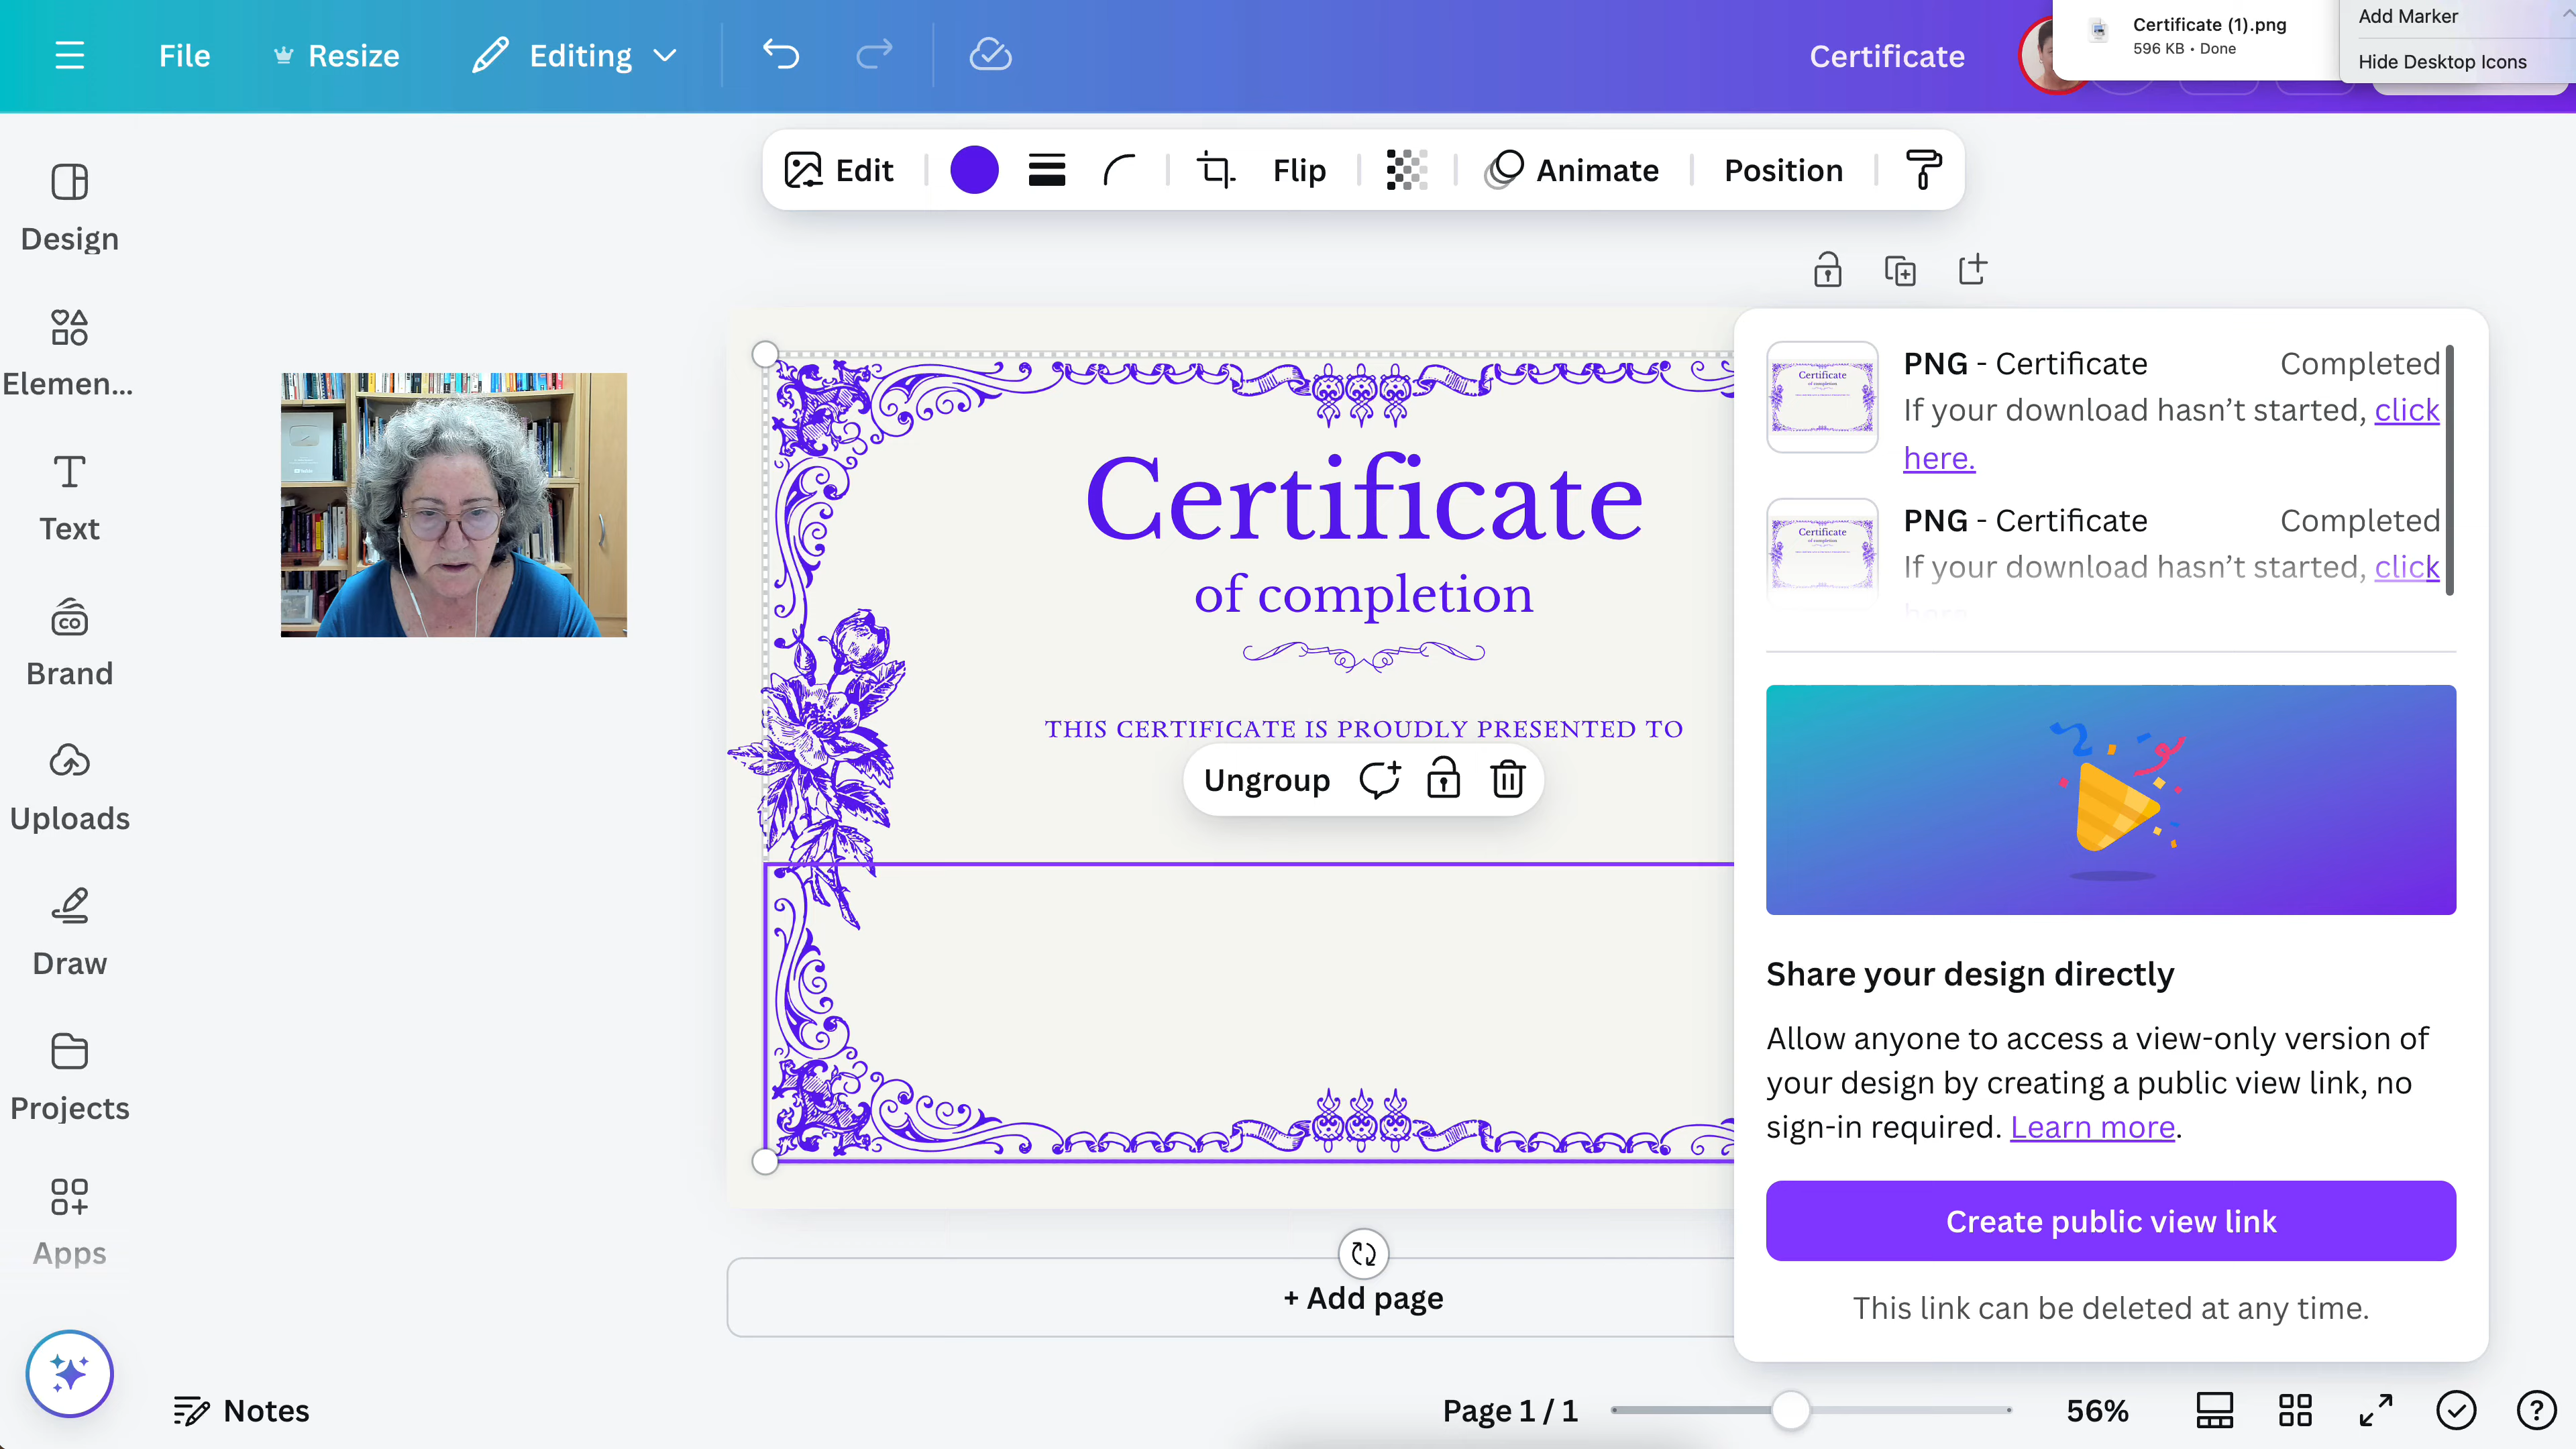 File
Resize
Editing
Certificate
Certificate (1).png
596 KB • Done
Add Marker
Hide Desktop Icons
Edit
Flip
Animate
Position
Design
Elemen...
Text
Brand
Uploads
Draw
Projects
Apps
Certificate
of completion
THIS CERTIFICATE IS PROUDLY PRESENTED TO
Ungroup
PNG - Certificate Completed
If your download hasn't started, click
here.
PNG - Certificate Completed
If your download hasn't started, click
here
Share your design directly
Allow anyone to access a view-only version of
your design by creating a public view link, no
sign-in required. Learn more.
Create public view link
This link can be deleted at any time.
+ Add page
Notes
Page 1 / 1
56%